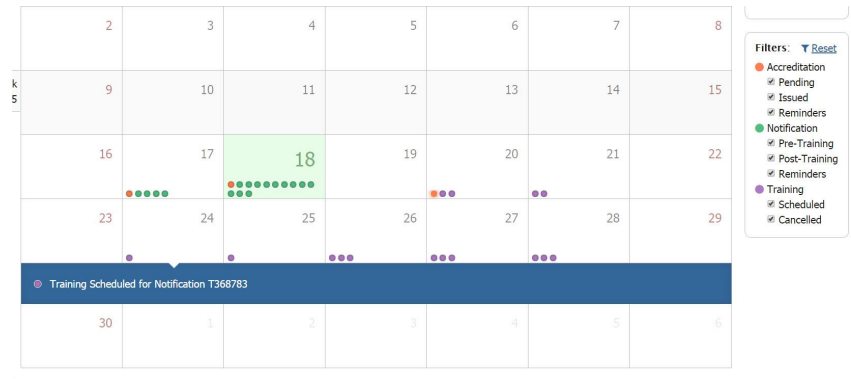 2 3 4 5 6 7 8
Filters: Reset
Accreditation
Pending
k
5
9 10 11 12 13 14 15
Issued
Reminders
Notification
16 17 18 19 20 21 22
Pre-Training
Post-Training
Reminders
Training
Scheduled
23 24 25 26 27 28 29
Cancelled
Training Scheduled for Notification T368783
30 1 2 3 4 5 6